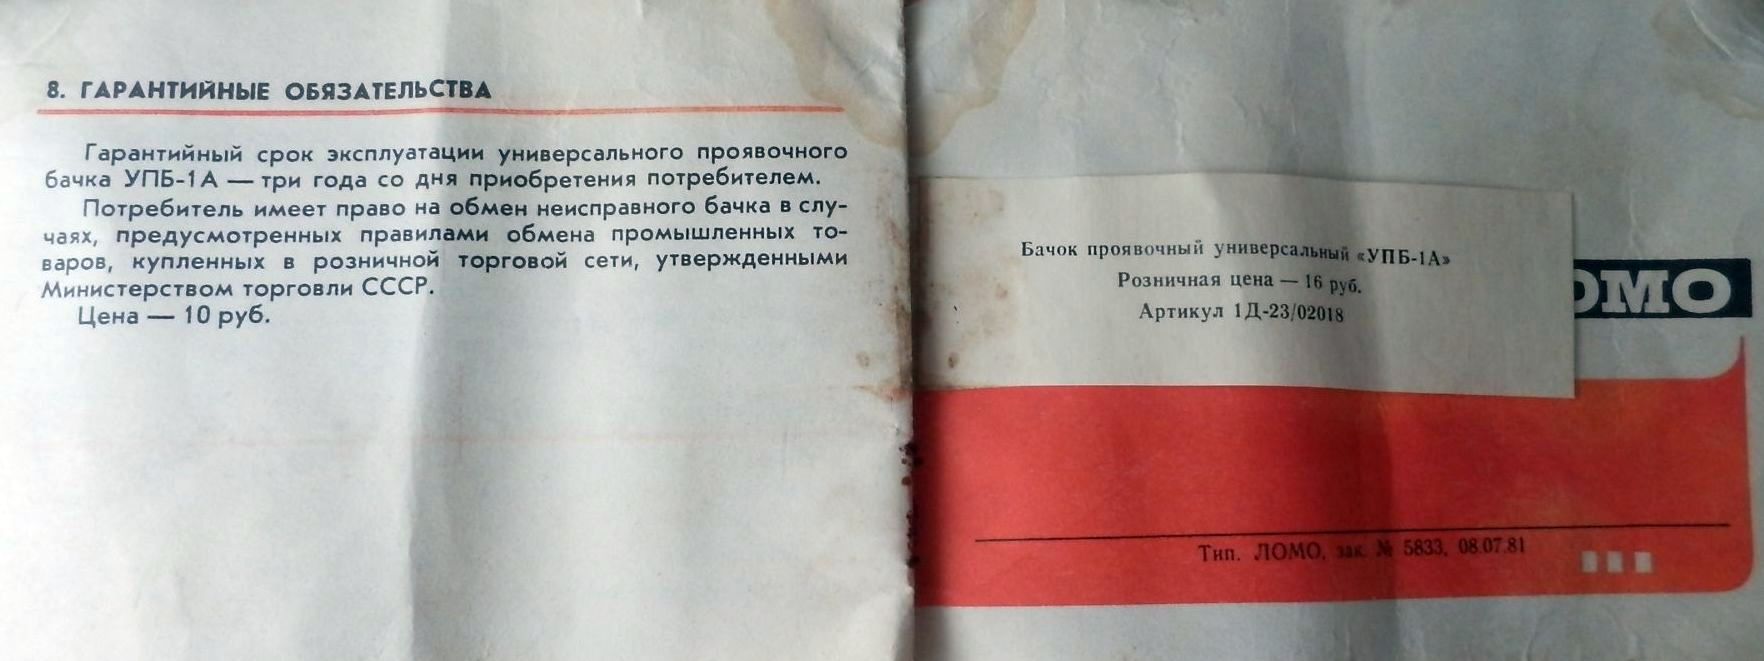 8. ГАРАНТИЙНЫЕ ОБЯЗАТЕЛЬСТВА
Гарантийный срок эксплуатации универсального проявочного
бачка УПБ-1А — три года со дня приобретения потребителем.
Потребитель имеет право на обмен неисправного бачка в слу-
чаях, предусмотренных правилами обмена промышленных то-
варов, купленных в розничной торговой сети, утвержденными
Министерством торговли СССР.
Цена — 10 руб.
Бачок проявочный универсальный «УПБ-1А»
Розничная цена — 16 руб.
Артикул 1Д-23/02018
ОМО
Тип. ЛОМО, зак. № 5833, 08.07.81